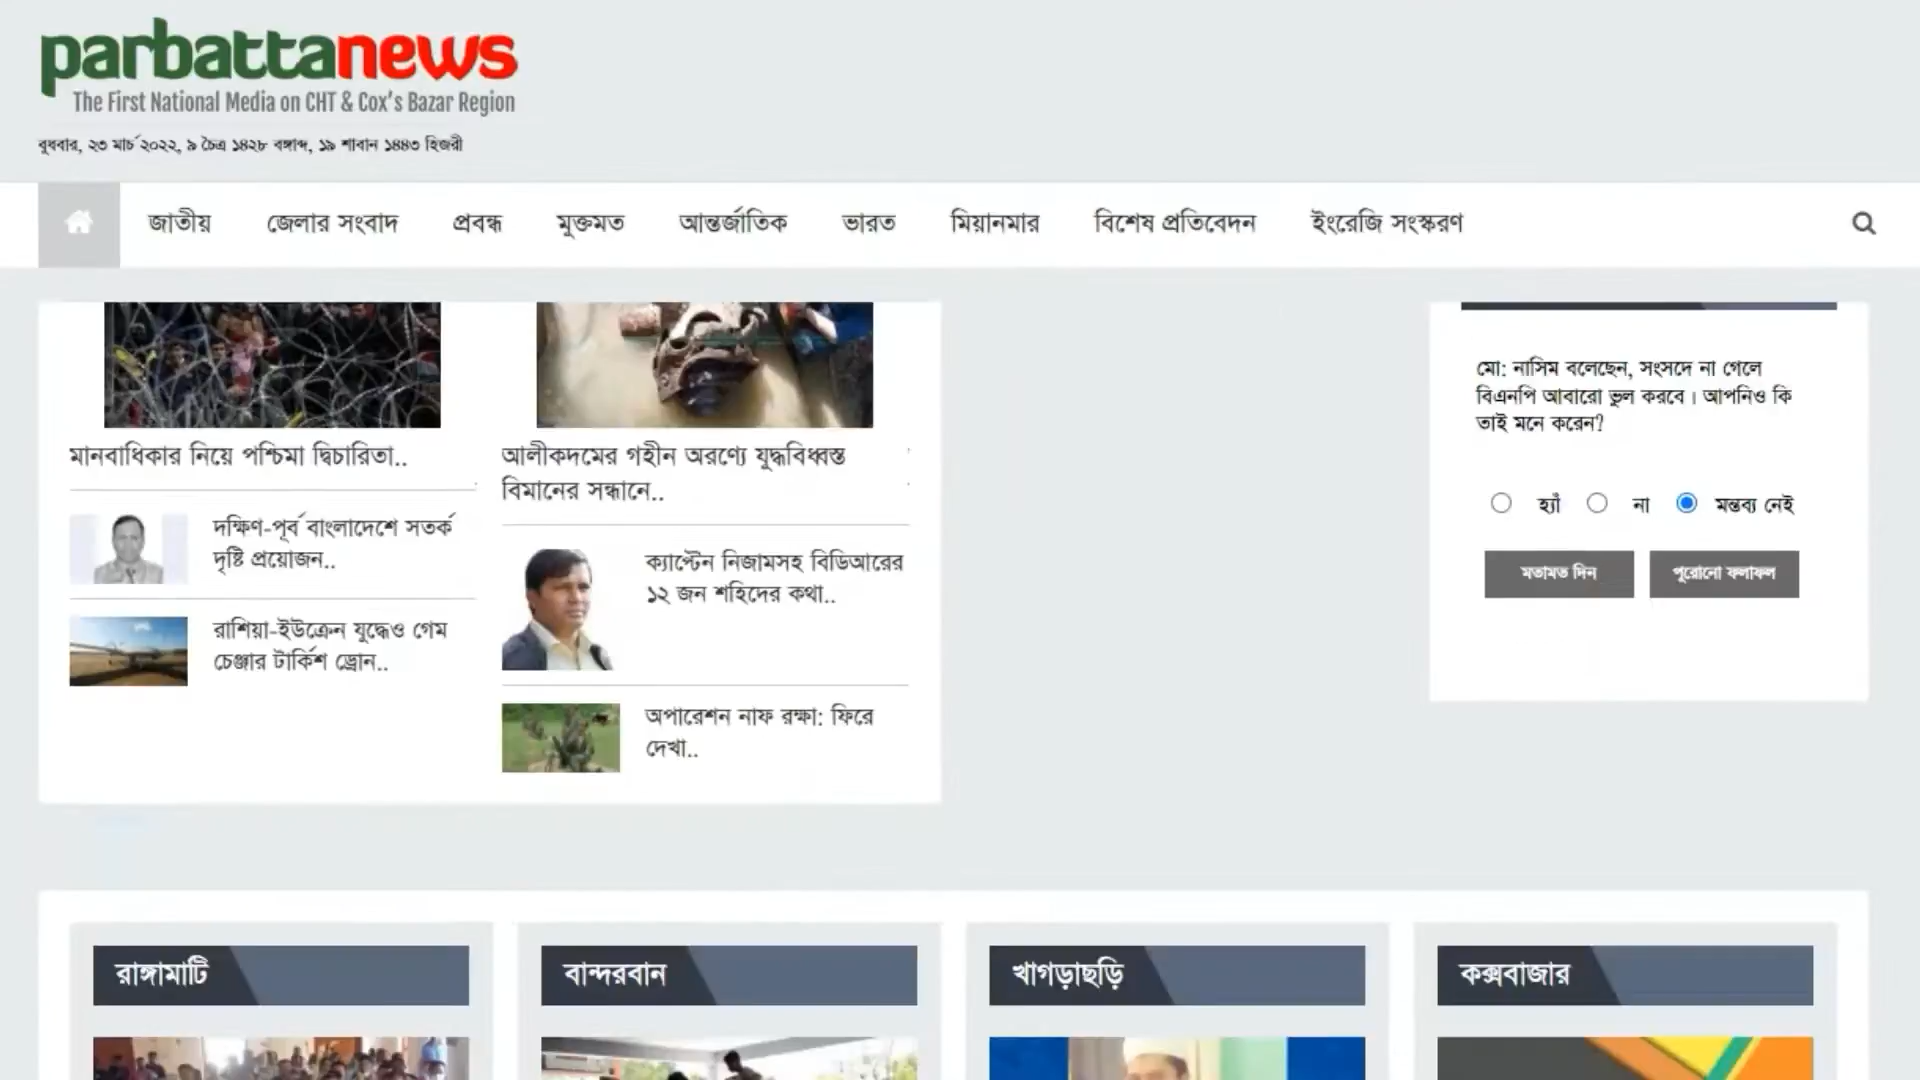 parbattanews
The First National Media on CHT & Cox's Bazar Region
বুধবার, ২৩ মার্চ ২০২২, ৯ চৈত্র ১৪২৮ বঙ্গাব্দ, ১৯ শাবান ১৪৪৩ হিজরী
জাতীয় জেলার সংবাদ প্রবন্ধ মুক্তমত আন্তর্জাতিক ভারত মিয়ানমার বিশেষ প্রতিবেদন ইংরেজি সংস্করণ
মানবাধিকার নিয়ে পশ্চিমা দ্বিচারিতা..
দক্ষিণ-পূর্ব বাংলাদেশে সতর্ক
দৃষ্টি প্রয়োজন..
রাশিয়া-ইউক্রেন যুদ্ধেও গেম
চেঞ্জার টার্কিশ ড্রোন..
আলীকদমের গহীন অরণ্যে যুদ্ধবিধ্বস্ত
বিমানের সন্ধানে..
ক্যাপ্টেন নিজামসহ বিডিআরের
১২ জন শহিদের কথা..
অপারেশন নাফ রক্ষা: ফিরে
দেখা..
মো: নাসিম বলেছেন, সংসদে না গেলে
বিএনপি আবারো ভুল করবে। আপনিও কি
তাই মনে করেন?
হ্যাঁ না মন্তব্য নেই
মতামত দিন পুরোনো ফলাফল
রাঙ্গামাটি বান্দরবান খাগড়াছড়ি কক্সবাজার